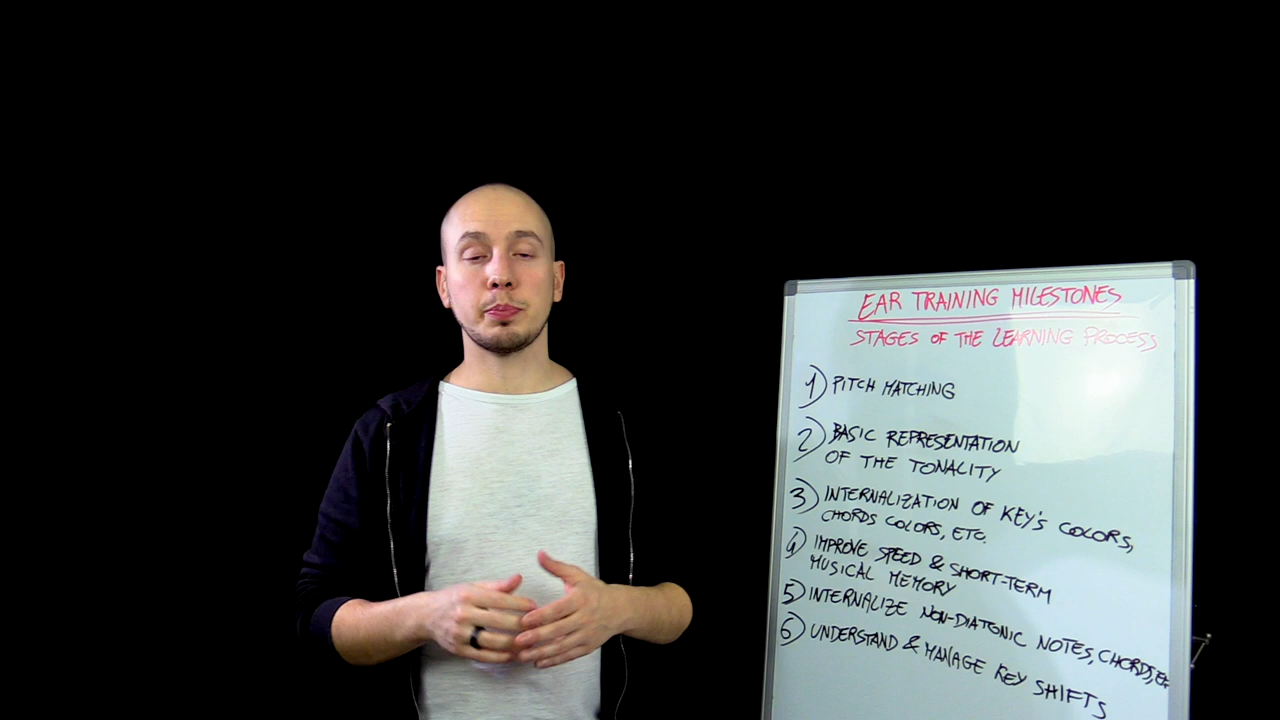 EAR TRAINING MILESTONES
STAGES OF THE LEARNING PROCESS
1) PITCH MATCHING
2) BASIC REPRESENTATION
OF THE TONALITY
3) INTERNALIZATION OF KEY'S COLORS,
CHORDS COLORS, ETC.
4) IMPROVE SPEED & SHORT-TERM
MUSICAL MEMORY
5) INTERNALIZE NON-DIATONIC NOTES, CHORDS,
6) UNDERSTAND & MANAGE KEY SHIFTS